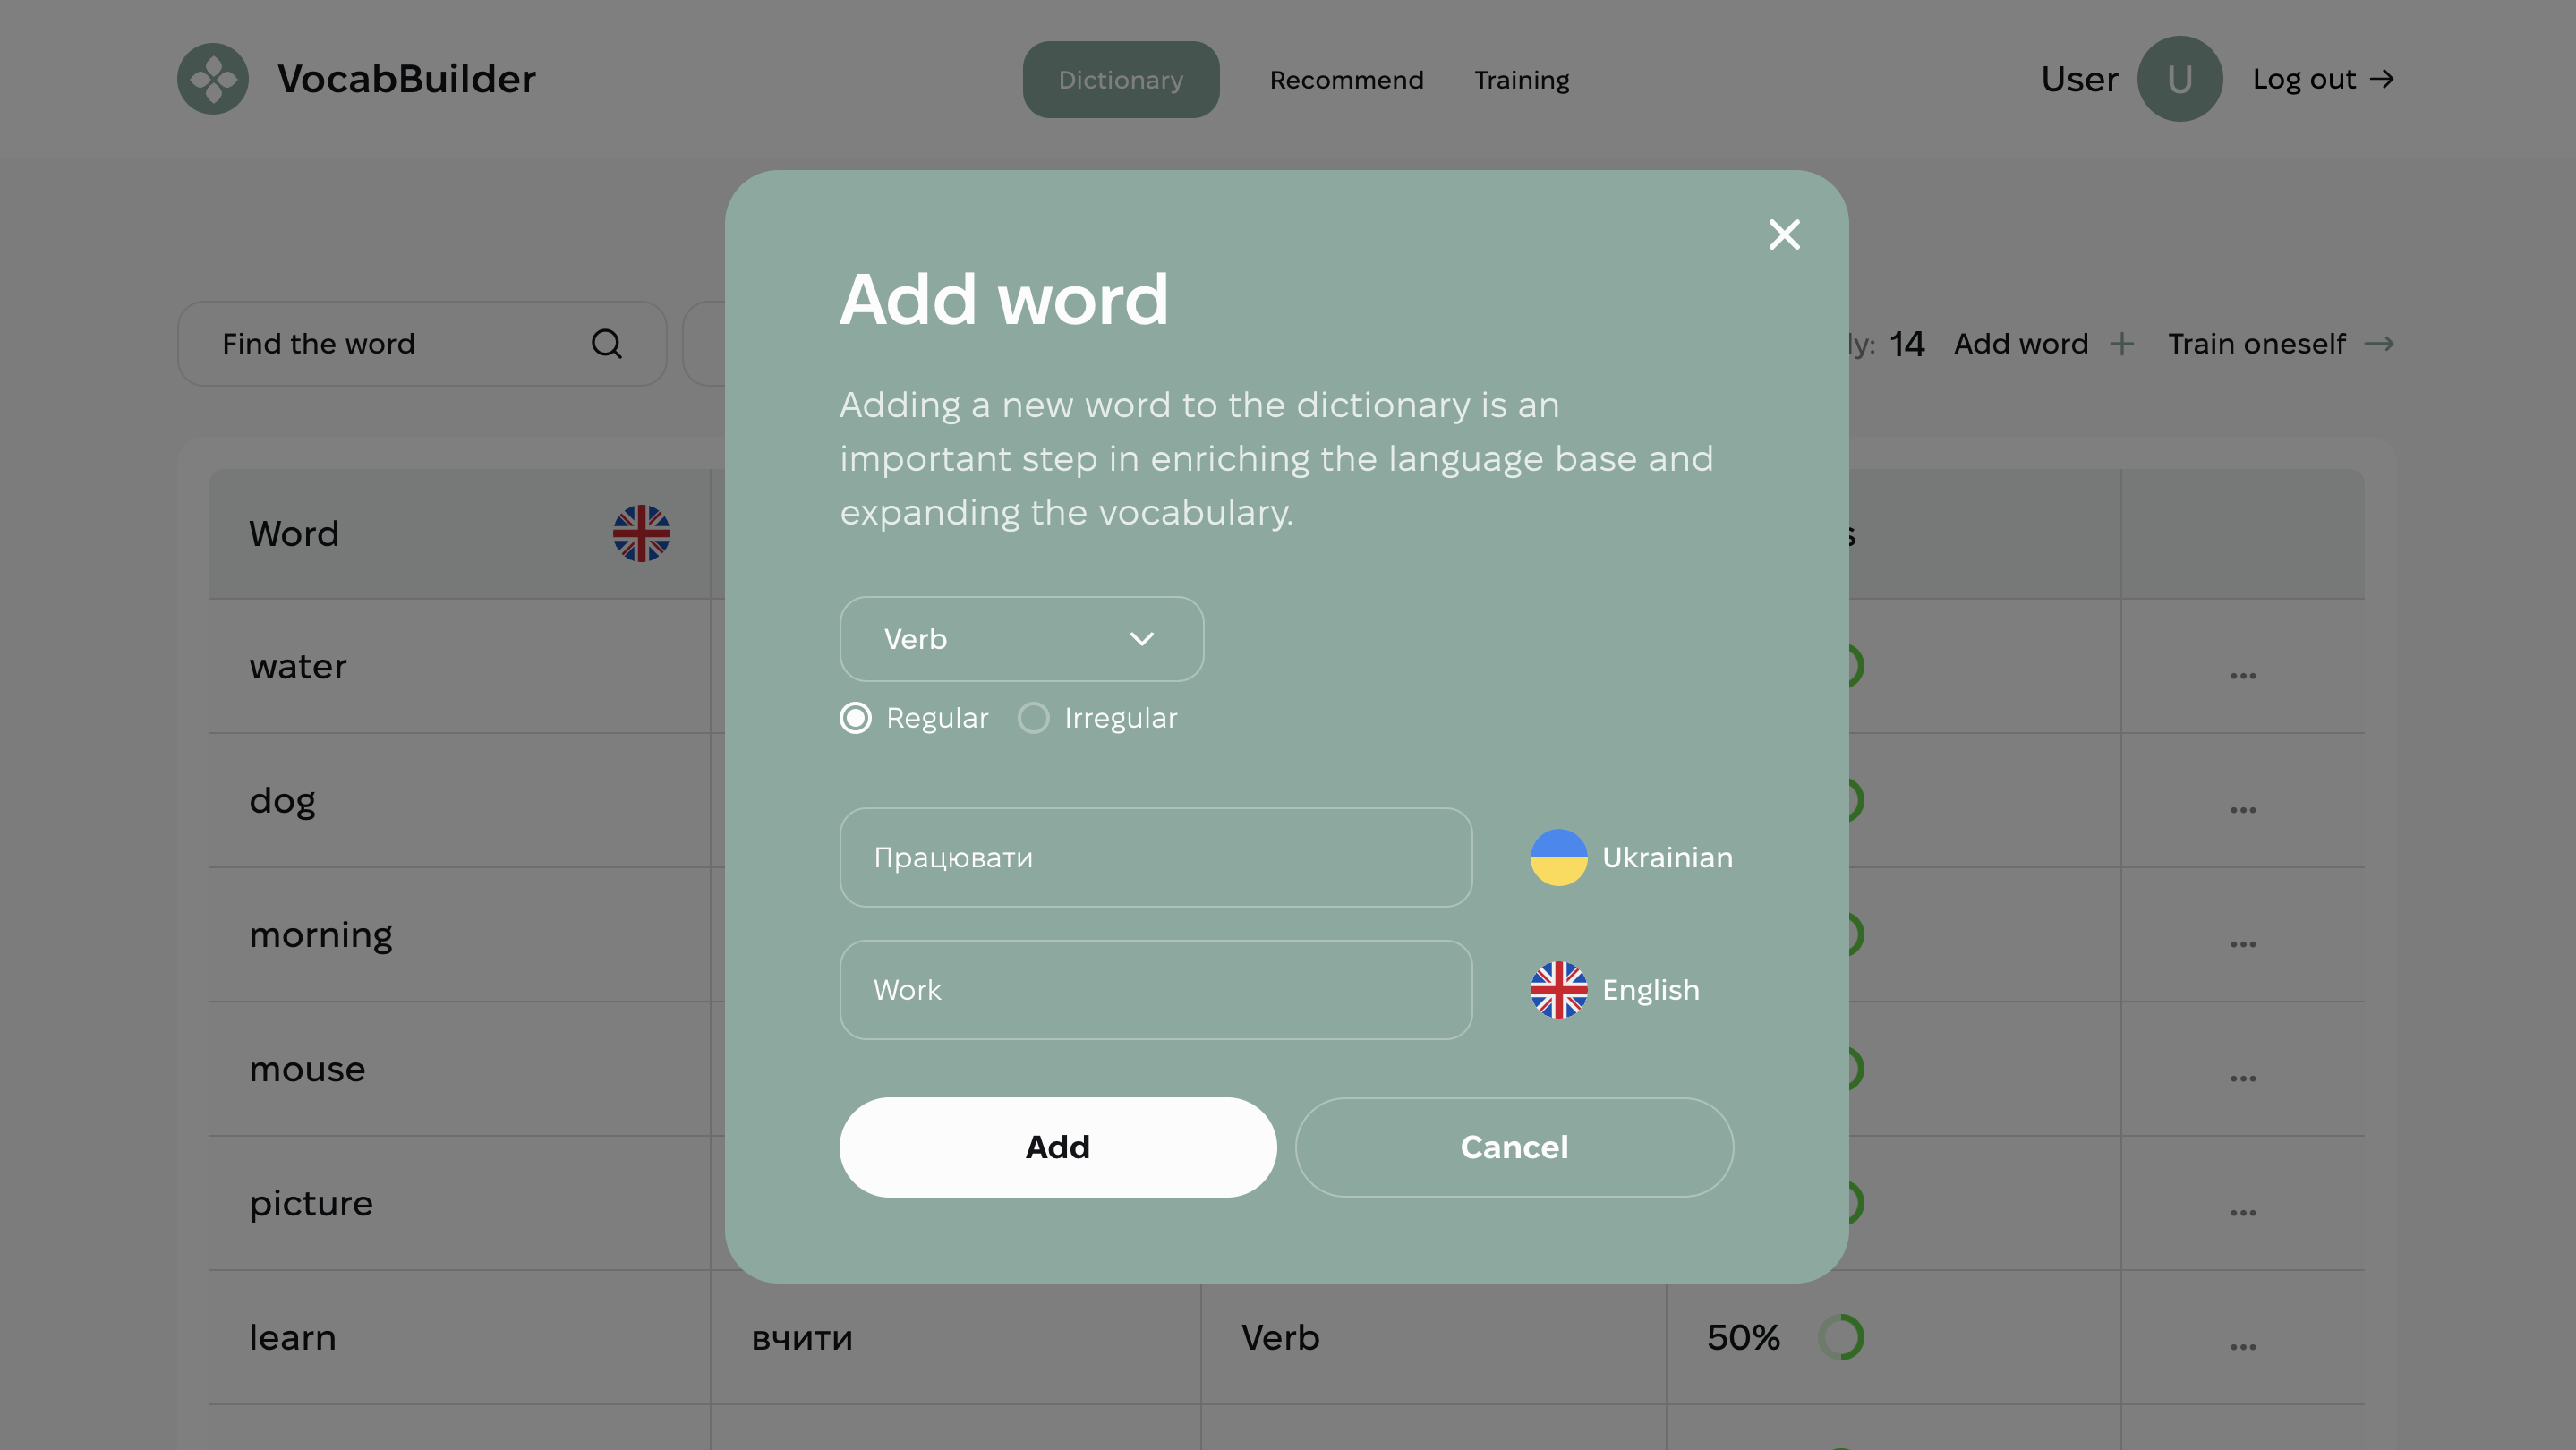 VocabBuilder
Dictionary
Recommend
Training
User
U
Log out
Find the word
14
Add word
Train oneself
Add word
Adding a new word to the dictionary is an
important step in enriching the language base and
expanding the vocabulary.
Verb
Regular
Irregular
Працювати
Ukrainian
Work
English
Add
Cancel
Word
water
...
dog
...
morning
...
mouse
...
picture
...
learn
вчити
Verb
50%
...